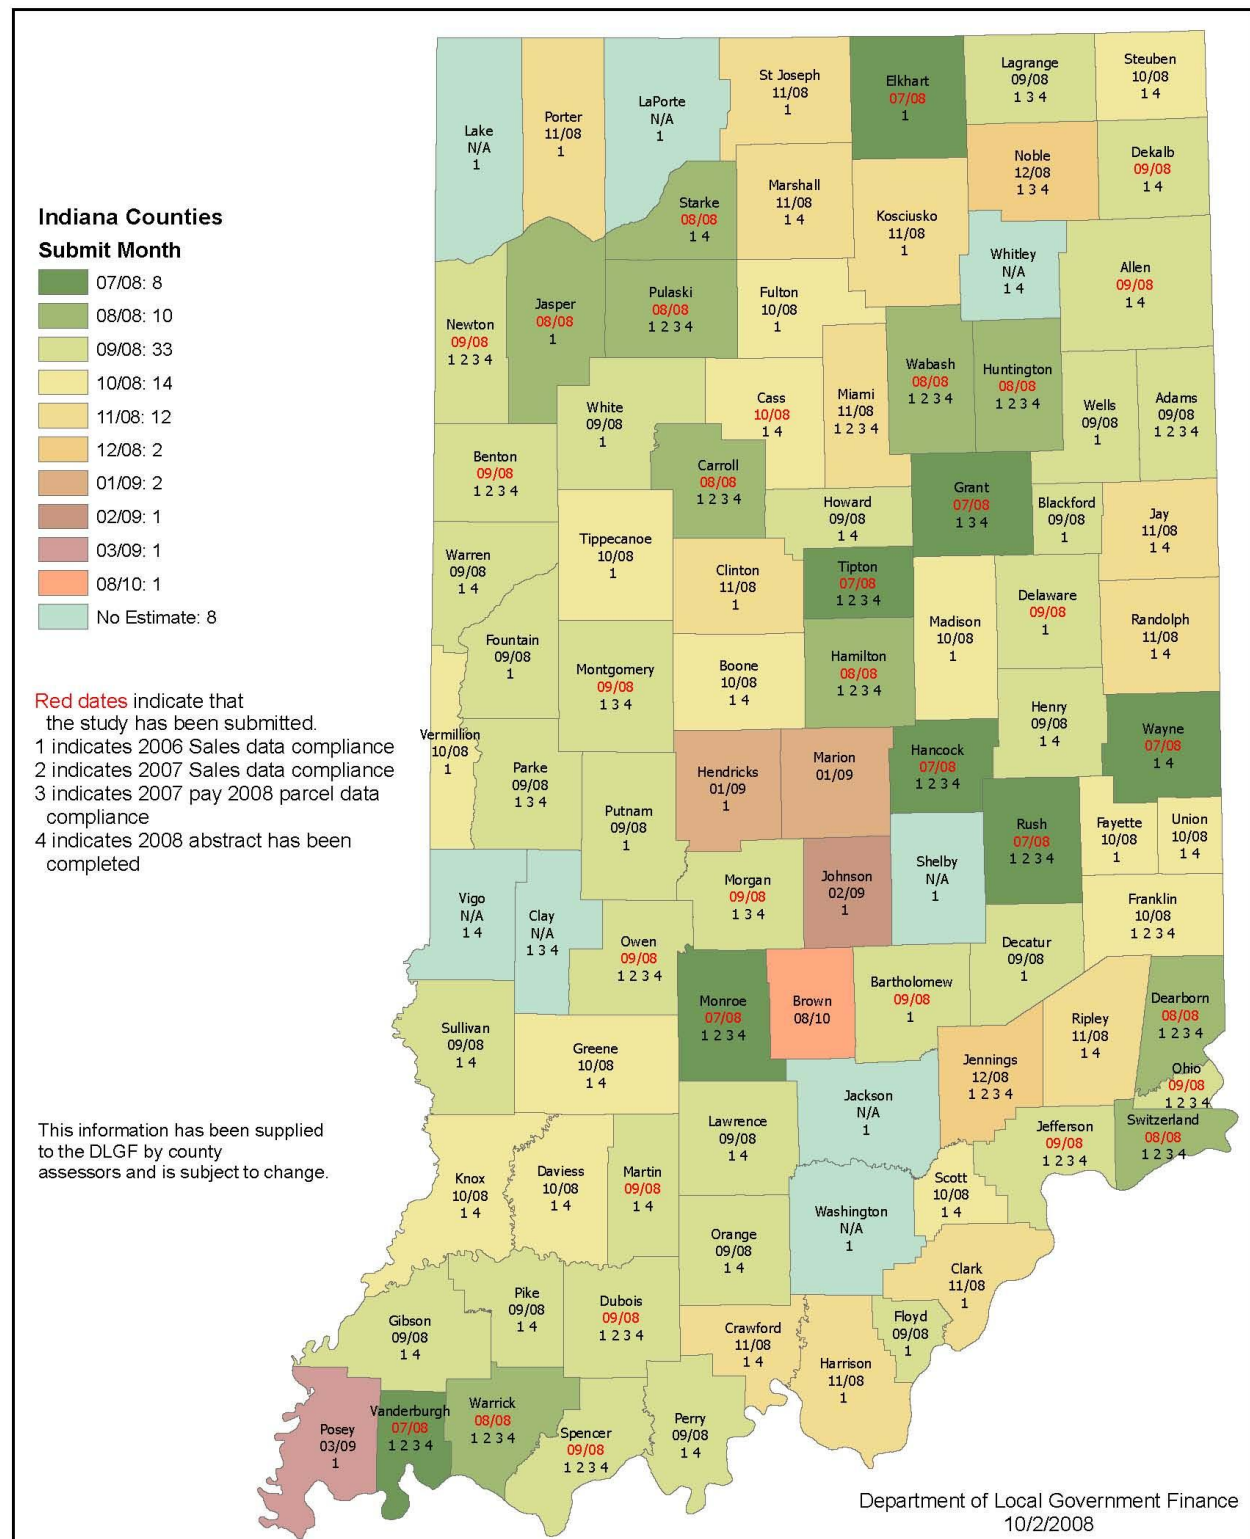 Indiana Counties
Submit Month
07/08: 8
08/08: 10
09/08: 33
10/08: 14
11/08: 12
12/08: 2
01/09: 2
02/09: 1
03/09: 1
08/10: 1
No Estimate: 8
Red dates indicate that
the study has been submitted.
1 indicates 2006 Sales data compliance
2 indicates 2007 Sales data compliance
3 indicates 2007 pay 2008 parcel data
compliance
4 indicates 2008 abstract has been
completed
This information has been supplied
to the DLGF by county
assessors and is subject to change.
Lake
N/A
1
Porter
11/08
1
LaPorte
N/A
1
St Joseph
11/08
1
Elkhart
07/08
1
Lagrange
09/08
1 3 4
Steuben
10/08
1 4
Noble
12/08
1 3 4
Dekalb
09/08
1 4
Starke
08/08
1 4
Marshall
11/08
1 4
Kosciusko
11/08
1
Whitley
N/A
1 4
Allen
09/08
1 4
Newton
09/08
1 2 3 4
Jasper
08/08
1
Pulaski
08/08
1 2 3 4
Fulton
10/08
1
White
09/08
1
Cass
10/08
1 4
Miami
11/08
1 2 3 4
Wabash
08/08
1 2 3 4
Huntington
08/08
1 2 3 4
Wells
09/08
1
Adams
09/08
1 2 3 4
Benton
09/08
1 2 3 4
Carroll
08/08
1 2 3 4
Howard
09/08
1 4
Grant
07/08
1 3 4
Blackford
09/08
1
Jay
11/08
1 4
Warren
09/08
1 4
Tippecanoe
10/08
1
Clinton
11/08
1
Tipton
07/08
1 2 3 4
Madison
10/08
1
Delaware
09/08
1
Randolph
11/08
1 4
Fountain
09/08
1
Montgomery
09/08
1 3 4
Boone
10/08
1 4
Hamilton
08/08
1 2 3 4
Henry
09/08
1 4
Wayne
07/08
1 4
Vermillion
10/08
1
Parke
09/08
1 3 4
Putnam
09/08
1
Hendricks
01/09
1
Marion
01/09
Hancock
07/08
1 2 3 4
Rush
07/08
1 2 3 4
Fayette
10/08
1
Union
10/08
1 4
Vigo
N/A
1 4
Clay
N/A
1 3 4
Owen
09/08
1 2 3 4
Morgan
09/08
1 3 4
Johnson
02/09
1
Shelby
N/A
1
Decatur
09/08
1
Franklin
10/08
1 2 3 4
Sullivan
09/08
1 4
Greene
10/08
1 4
Monroe
07/08
1 2 3 4
Brown
08/10
Bartholomew
09/08
1
Jennings
12/08
1 2 3 4
Ripley
11/08
1 4
Dearborn
08/08
1 2 3 4
Ohio
09/08
1 2 3 4
Switzerland
08/08
1 2 3 4
Jefferson
09/08
1 2 3 4
Jackson
N/A
1
Lawrence
09/08
1 4
Knox
10/08
1 4
Daviess
10/08
1 4
Martin
09/08
1 4
Orange
09/08
1 4
Washington
N/A
1
Scott
10/08
1 4
Clark
11/08
1
Floyd
09/08
1
Harrison
11/08
1
Crawford
11/08
1 4
Dubois
09/08
1 2 3 4
Pike
09/08
1 4
Gibson
09/08
1 4
Posey
03/09
1
Vanderburgh
07/08
1 2 3 4
Warrick
08/08
1 2 3 4
Spencer
09/08
1 2 3 4
Perry
09/08
1 4
Department of Local Government Finance
10/2/2008